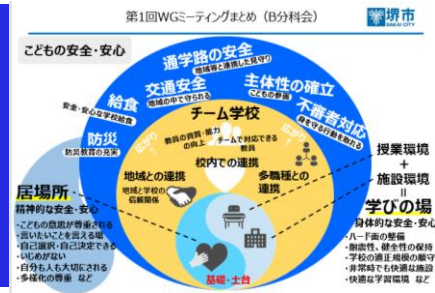 第1回WGミーティングまとめ（B分科会）
堺市
SAKAI CITY
こどもの安全・安心
通学路の安全
地域等と連携した見守り
交通安全
地域の中で守られる
主体性の確立
こどもの参画
給食
安全・安心な学校給食
不審者対応
身を守る行動を取れる
防災
防災教育の充実
チーム学校
広がり
教員の資質・能力の向上
チームで対応できる教員
広がり
校内での連携
地域との連携
地域と学校の信頼関係
多職種との連携
授業環境
+
施設環境
=
学びの場
身体的な安全・安心
・ハード面の整備
・耐震性、健全性の保持
・学校の適正規模の順守
・非常時でも快適な施設
・快適な学習環境 など
居場所
精神的な安全・安心
・こどもの意思が尊重される
・言いたいことを言える場
・自己選択・自己決定できる
・いじめがない
・自分も人も大切にされる
・多様化の尊重 など
基礎・土台